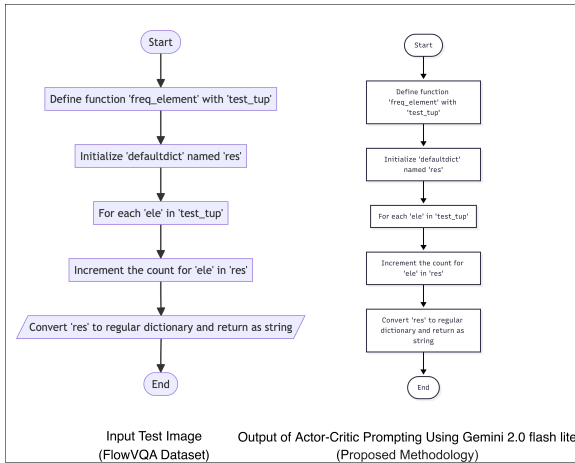 Start
Define function 'freq_element' with 'test_tup'
Initialize 'defaultdict' named 'res'
For each 'ele' in 'test_tup'
Increment the count for 'ele' in 'res'
Convert 'res' to regular dictionary and return as string
End
Input Test Image
(FlowVQA Dataset)
Start
Define function
'freq_element' with
'test_tup'
Initialize 'defaultdict'
named 'res'
For each 'ele' in 'test_tup'
Increment the count for
'ele' in 'res'
Convert 'res' to regular
dictionary and return as
string
End
Output of Actor-Critic Prompting Using Gemini 2.0 flash lite
(Proposed Methodology)